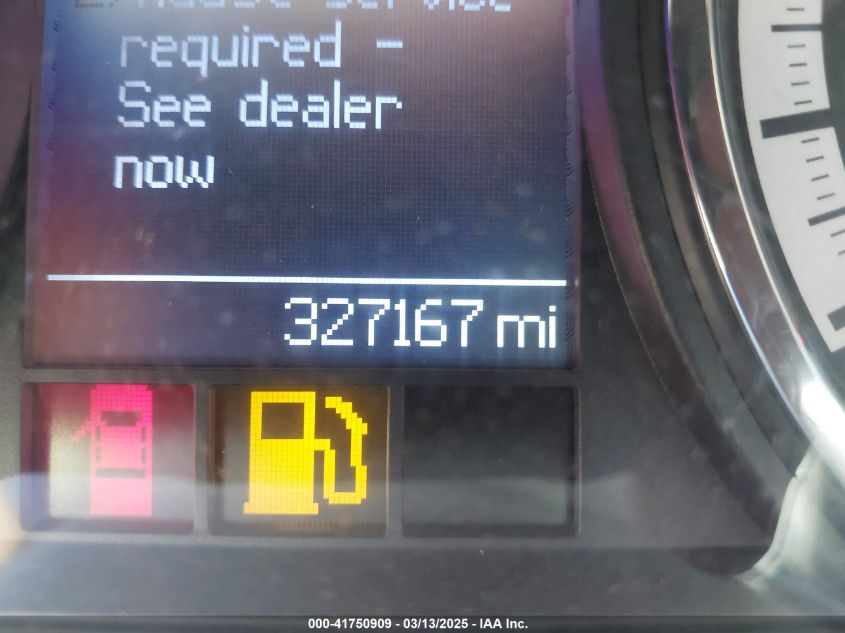 required -
See dealer
now
327167 mi
000-41750909 - 03/13/2025 - IAA Inc.